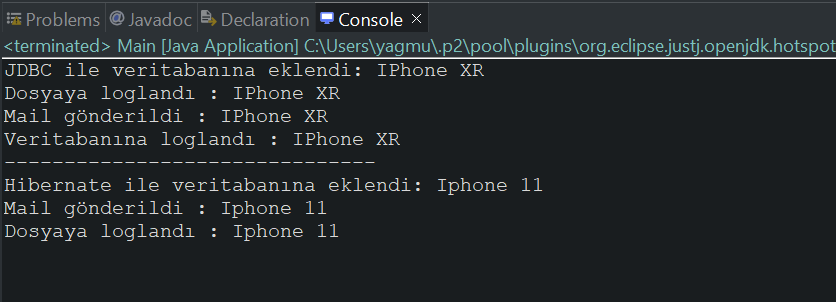 Problems @ Javadoc Declaration Console ×
<terminated> Main [Java Application] C:\Users\yagmu\.p2\pool\plugins\org.eclipse.justj.openjdk.hotspot
JDBC ile veritabanına eklendi: IPhone XR
Dosyaya loglandı : IPhone XR
Mail gönderildi : IPhone XR
Veritabanına loglandı : IPhone XR
-------------------------------
Hibernate ile veritabanına eklendi: Iphone 11
Mail gönderildi : Iphone 11
Dosyaya loglandı : Iphone 11